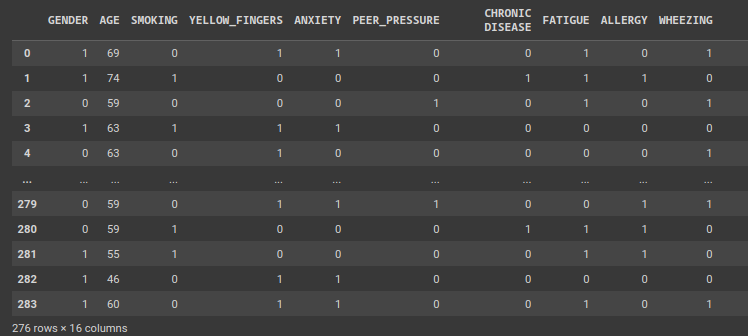 GENDER AGE SMOKING YELLOW_FINGERS ANXIETY PEER_PRESSURE CHRONIC DISEASE FATIGUE ALLERGY WHEEZING
0 1 69 0 1 1 0 0 1 0 1
1 1 74 1 0 0 0 1 1 1 0
2 0 59 0 0 0 1 0 1 0 1
3 1 63 1 1 1 0 0 0 0 0
4 0 63 0 1 0 0 0 0 0 1
... ... ... ... ... ... ... ... ... ... ...
279 0 59 0 1 1 1 0 0 1 1
280 0 59 1 0 0 0 1 1 1 0
281 1 55 1 0 0 0 0 1 1 0
282 1 46 0 1 1 0 0 0 0 0
283 1 60 0 1 1 0 0 1 0 1
276 rows × 16 columns